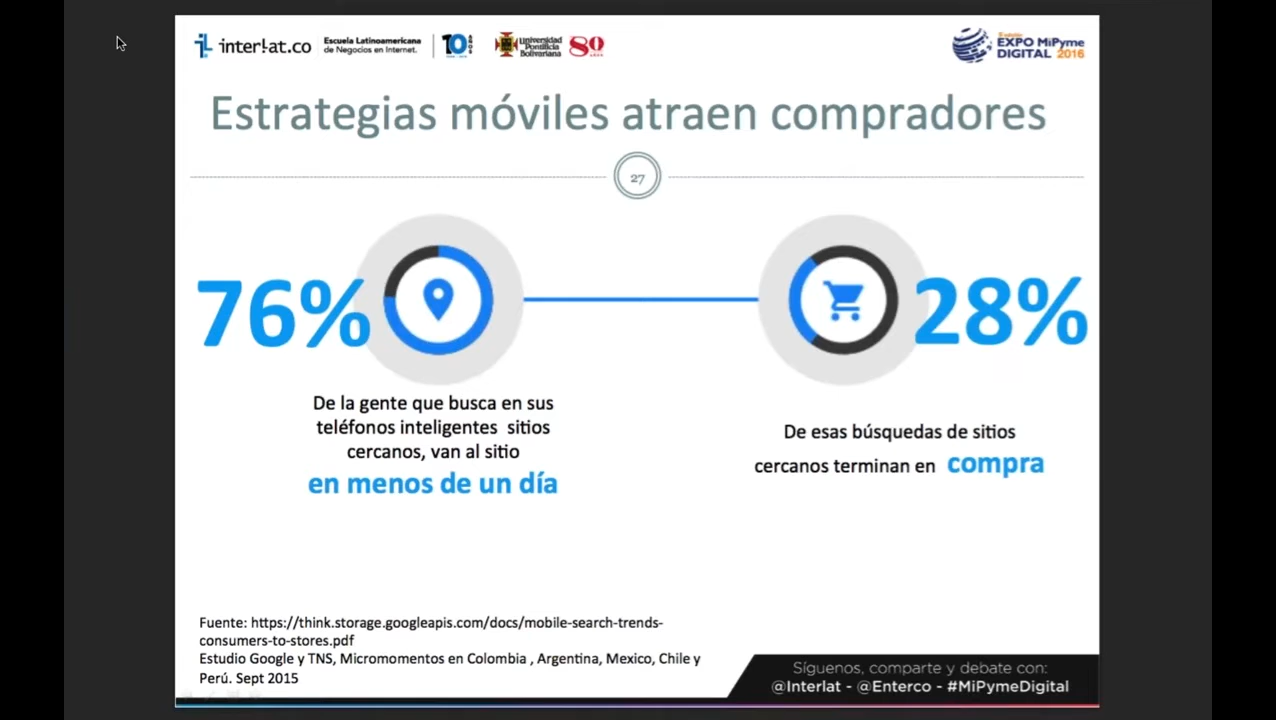 interlat.co
Escuela Latinoamericana
de Negocios en Internet.
10 AÑOS
Universidad
Pontificia
Bolivariana
80
EXPO MiPyme
DIGITAL 2016
Estrategias móviles atraen compradores
27
76%
28%
De la gente que busca en sus
teléfonos inteligentes sitios
cercanos, van al sitio
en menos de un día
De esas búsquedas de sitios
cercanos terminan en compra
Fuente: https://think.storage.googleapis.com/docs/mobile-search-trends-
consumers-to-stores.pdf
Estudio Google y TNS, Micromomentos en Colombia , Argentina, Mexico, Chile y
Perú. Sept 2015
Síguenos, comparte y debate con:
@Interlat - @Enterco - #MiPymeDigital